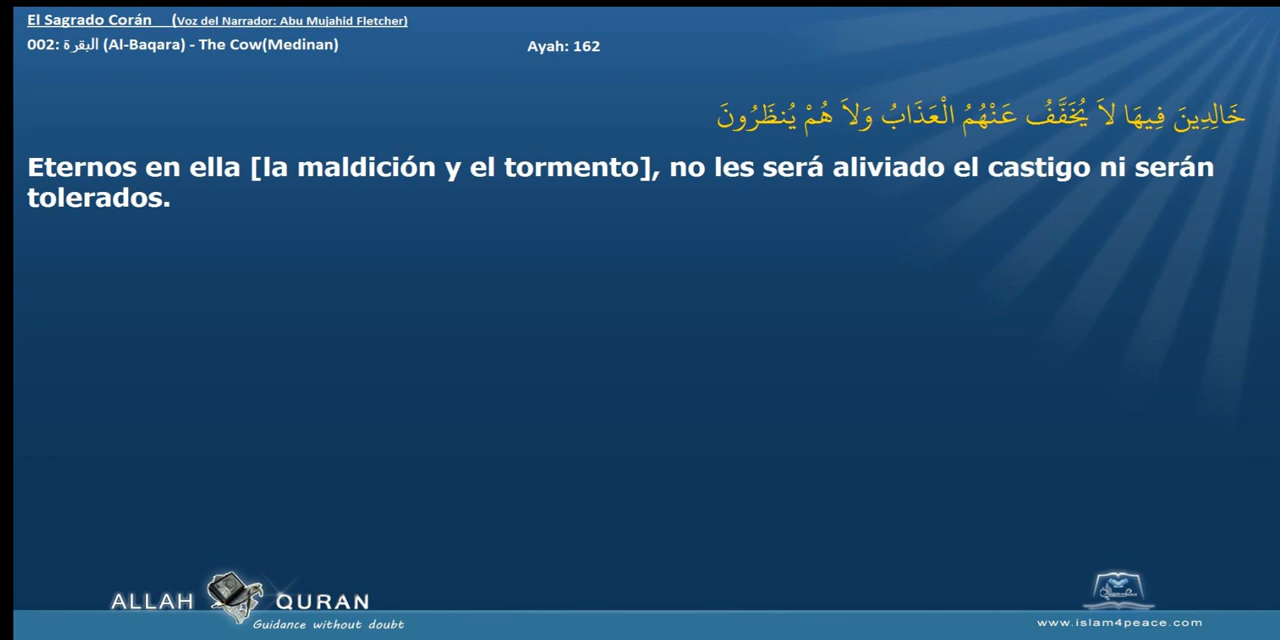 El Sagrado Corán (Voz del Narrador: Abu Mujahid Fletcher)
002: البقرة (Al-Baqara) - The Cow(Medinan)
Ayah: 162
خَالِدِينَ فِيهَا لاَ يُخَفَّفُ عَنْهُمُ الْعَذَابُ وَلاَ هُمْ يُنظَرُونَ
Eternos en ella [la maldición y el tormento], no les será aliviado el castigo ni serán
tolerados.
ALLAH QURAN
Guidance without doubt
www.islam4peace.com